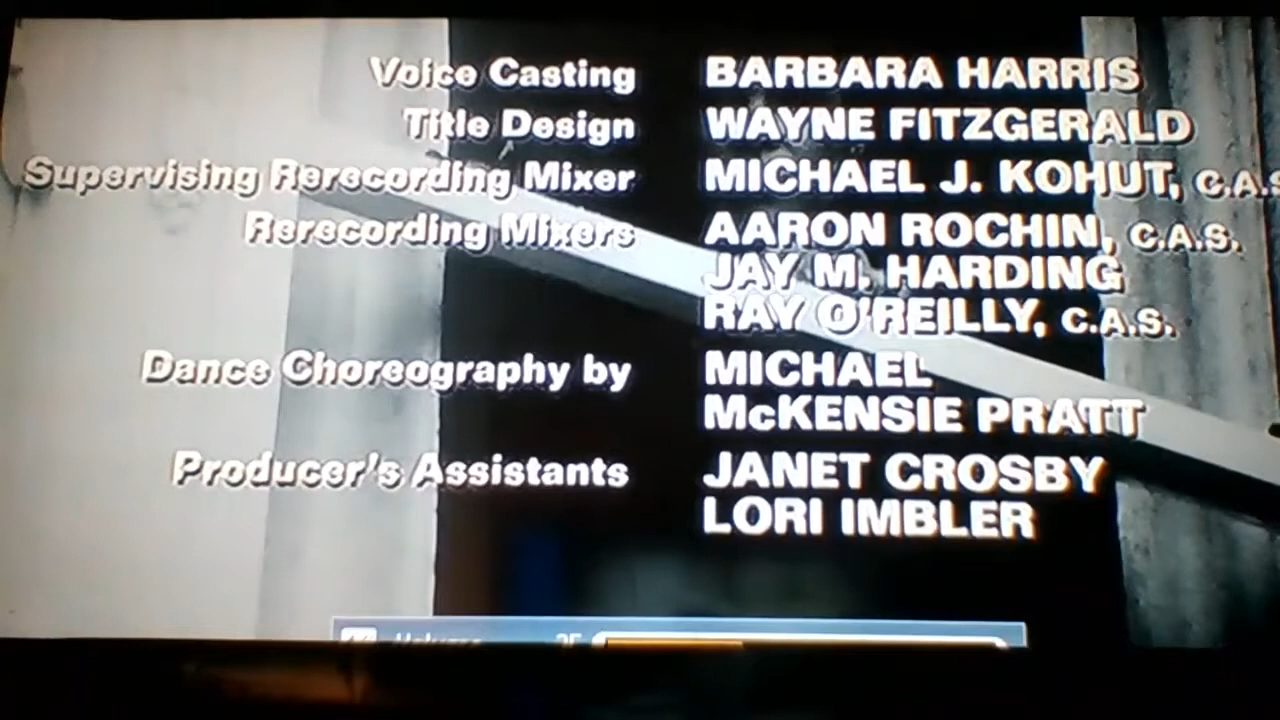 Voice Casting BARBARA HARRIS
Title Design WAYNE FITZGERALD
Supervising Rerecording Mixer MICHAEL J. KOHUT, C.A.S
Rerecording Mixers AARON ROCHIN, C.A.S.
JAY M. HARDING
RAY O'REILLY, C.A.S.
Dance Choreography by MICHAEL
McKENSIE PRATT
Producer's Assistants JANET CROSBY
LORI IMBLER